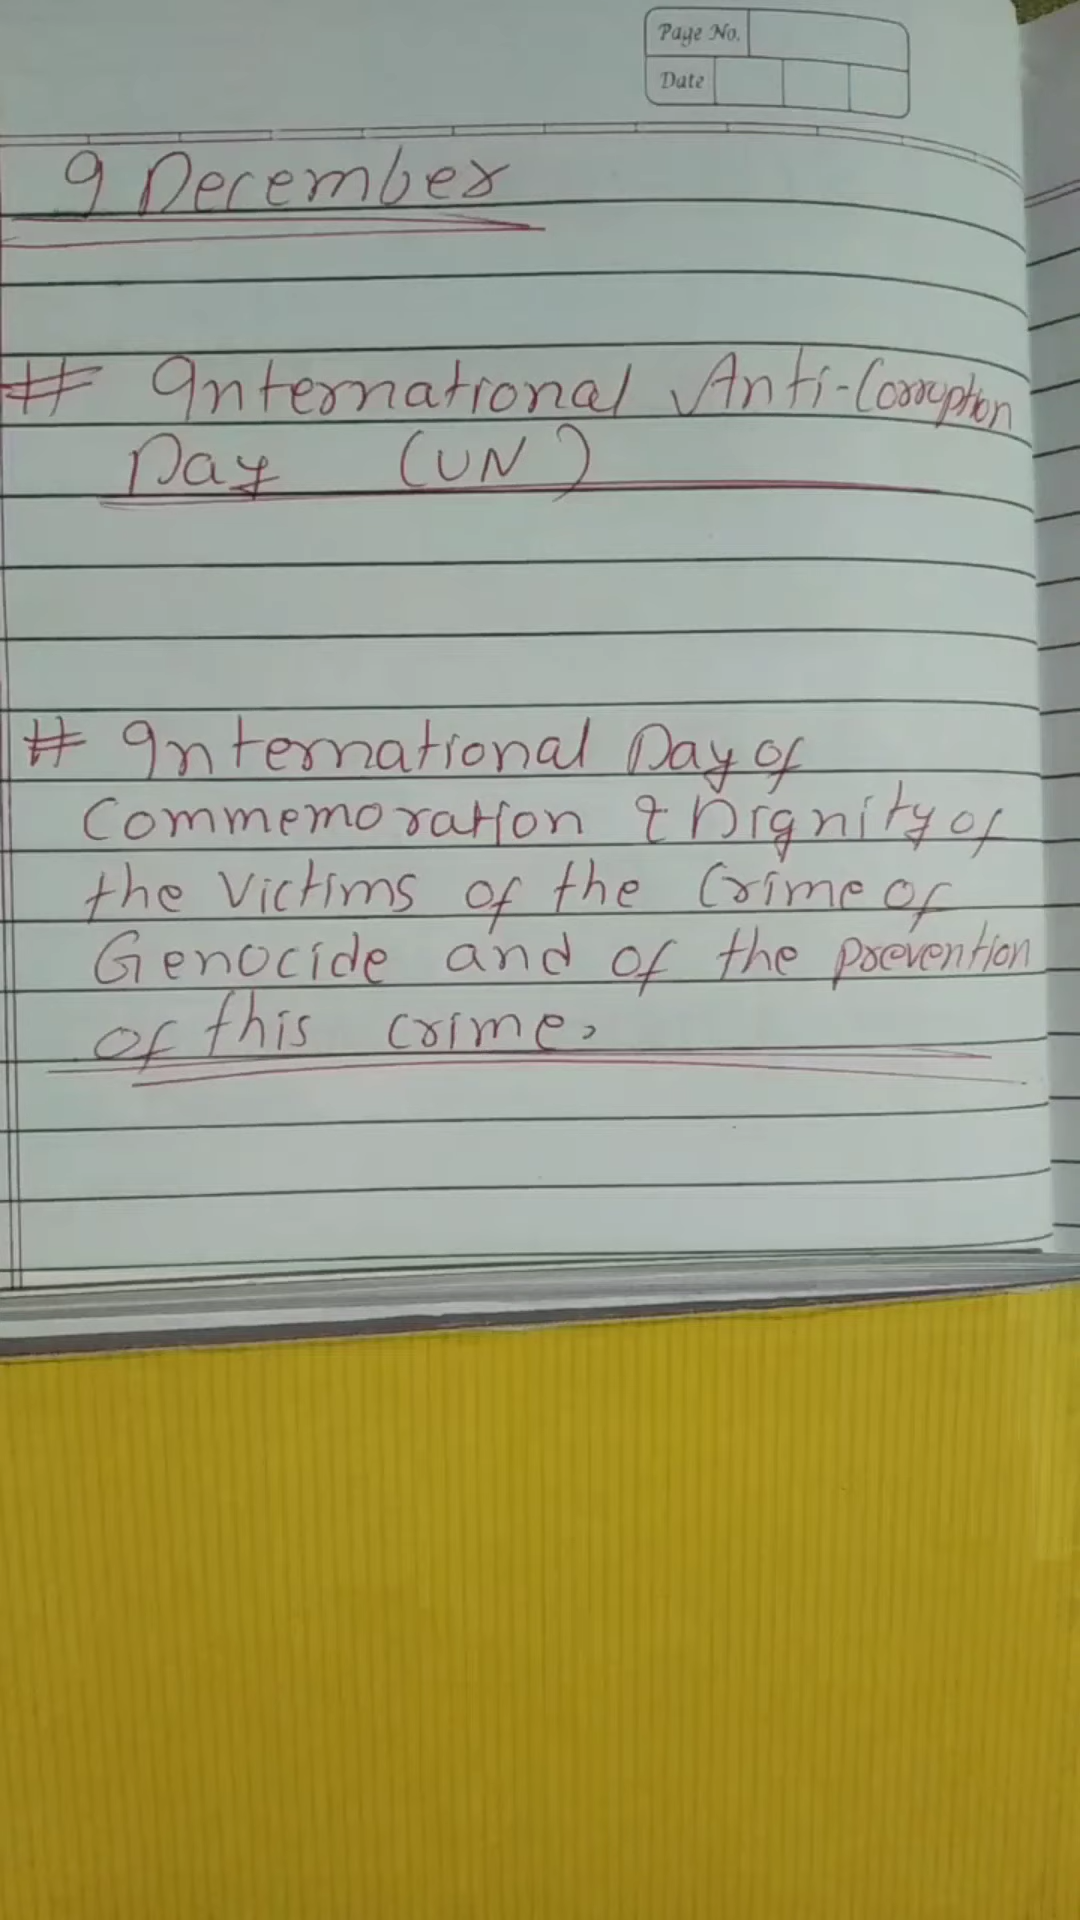 Page No.
Date
9 December
# International Anti-Corruption
Day (UN)
# International Day of
Commemoration & Dignity of
the Victims of the Crime of
Genocide and of the prevention
of this crime.